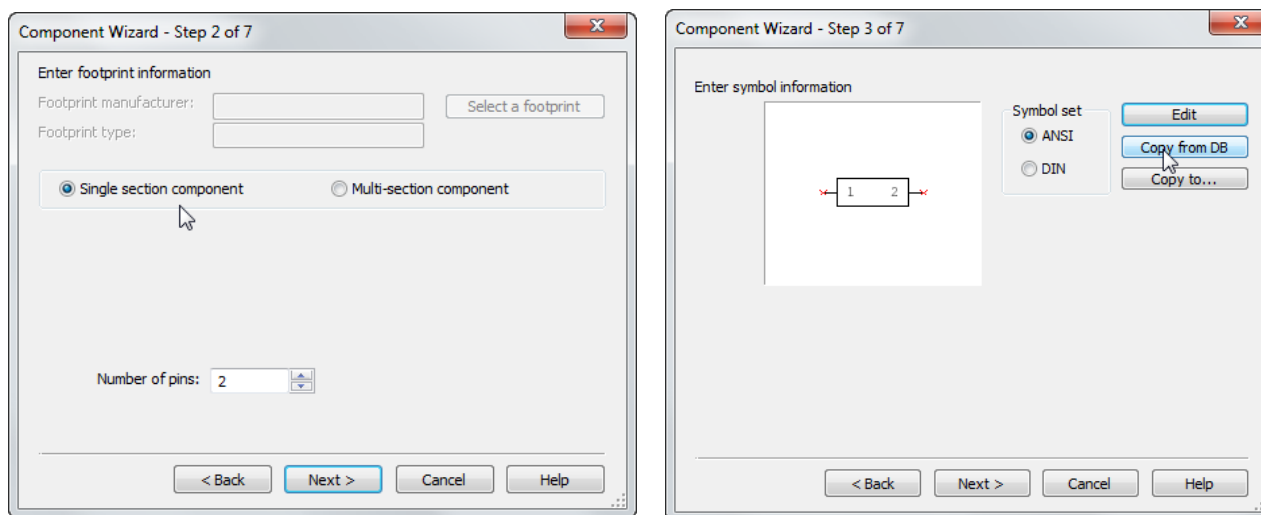 Component Wizard - Step 2 of 7
Enter footprint information
Footprint manufacturer:
Select a footprint
Footprint type:
Single section component
Multi-section component
Number of pins: 2
< Back
Next >
Cancel
Help
Component Wizard - Step 3 of 7
Enter symbol information
Symbol set
ANSI
DIN
Edit
Copy from DB
Copy to...
1 2
< Back
Next >
Cancel
Help